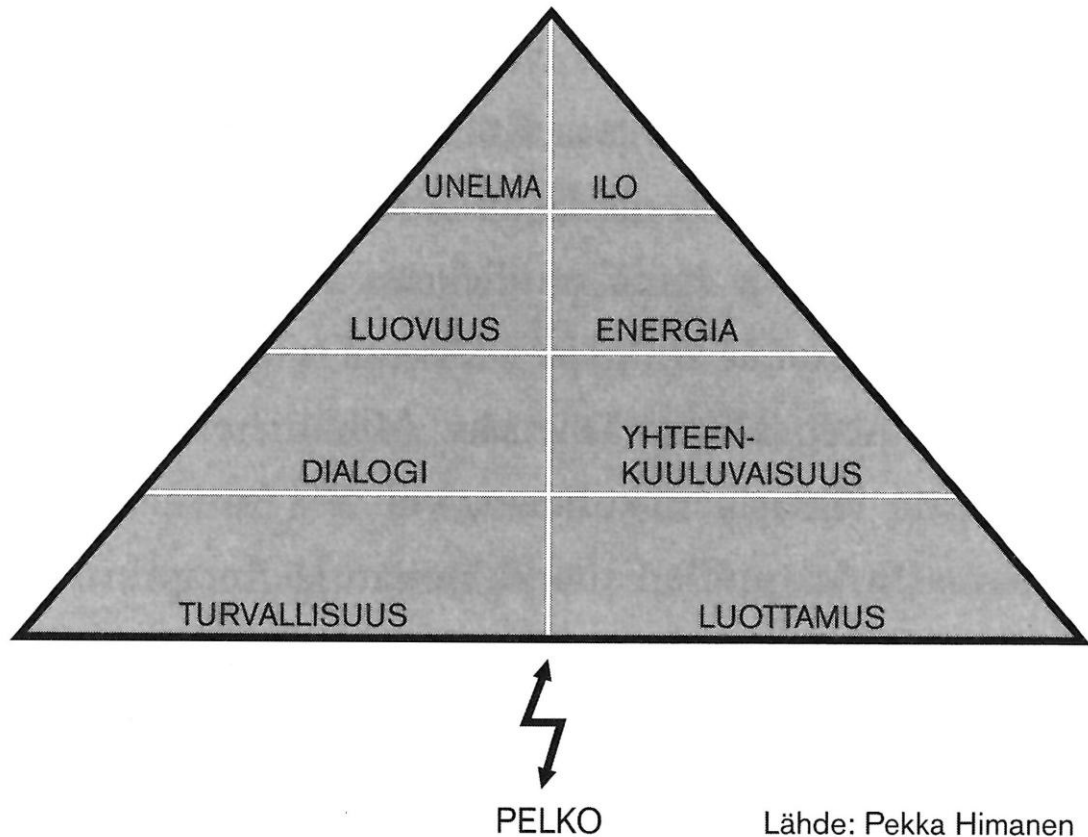 UNELMA ILO
LUOVUUS ENERGIA
DIALOGI
YHTEEN-
KUULUVAISUUS
TURVALLISUUS LUOTTAMUS
PELKO
Lähde: Pekka Himanen